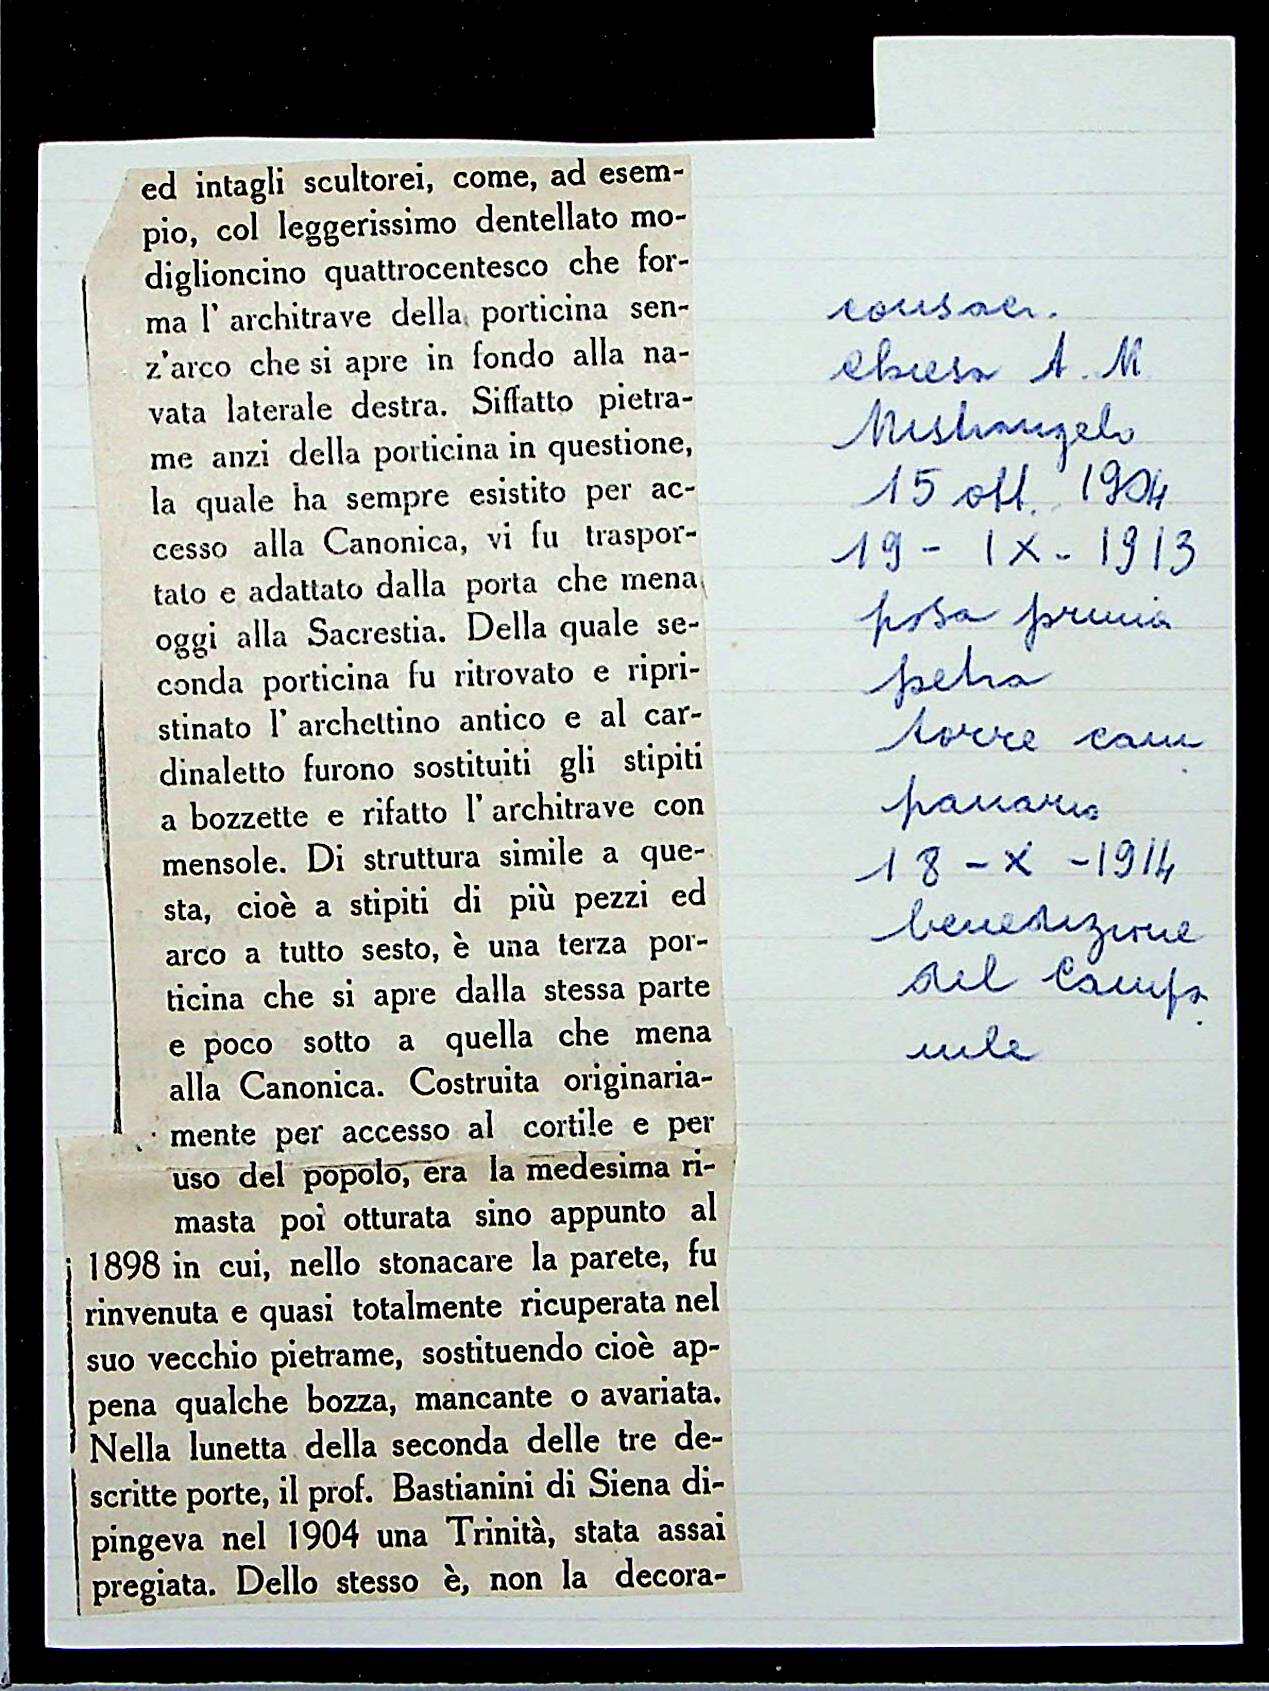 ed intagli scultorei, come, ad esem-
pio, col leggerissimo dentellato mo-
diglioncino quattrocentesco che for-
ma l' architrave della porticina sen-
z'arco che si apre in fondo alla na-
vata laterale destra. Siffatto pietra-
me anzi della porticina in questione,
la quale ha sempre esistito per ac-
cesso alla Canonica, vi fu traspor-
tato e adattato dalla porta che mena
oggi alla Sacrestia. Della quale se-
conda porticina fu ritrovato e ripri-
stinato l' archettino antico e al car-
dinaletto furono sostituiti gli stipiti
a bozzette e rifatto l' architrave con
mensole. Di struttura simile a que-
sta, cioè a stipiti di più pezzi ed
arco a tutto sesto, è una terza por-
ticina che si apre dalla stessa parte
e poco sotto a quella che mena
alla Canonica. Costruita originaria-
mente per accesso al cortile e per
uso del popolo, era la medesima ri-
masta poi otturata sino appunto al
1898 in cui, nello stonacare la parete, fu
rinvenuta e quasi totalmente ricuperata nel
suo vecchio pietrame, sostituendo cioè ap-
pena qualche bozza, mancante o avariata.
Nella lunetta della seconda delle tre de-
scritte porte, il prof. Bastianini di Siena di-
pingeva nel 1904 una Trinità, stata assai
pregiata. Dello stesso è, non la decora-
consacr.
chiesa A. M
Mistrangelo
15 ott. 1904
19 - IX - 1913
posa prima
pietra
torre cam
panaria
18 - X - 1914
benedizione
del Campa
nile